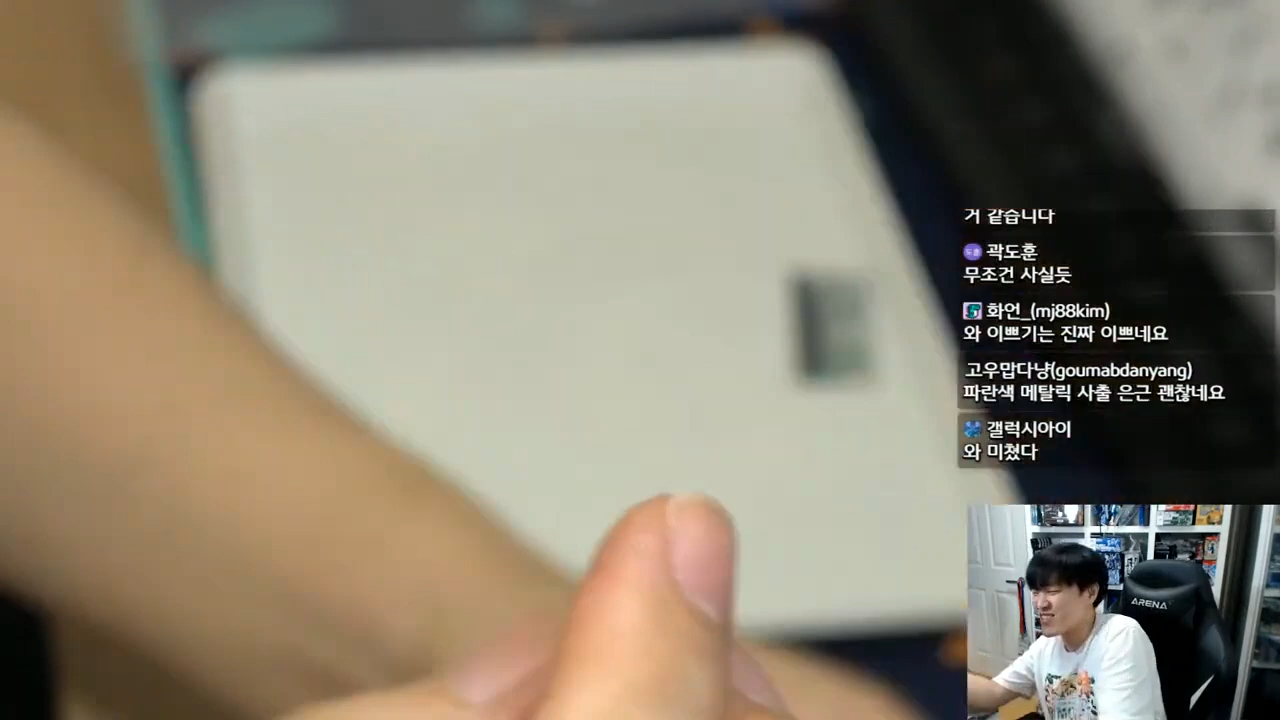 거 같습니다
곽도훈
무조건 사실듯
화언_(mj88kim)
와 이쁘기는 진짜 이쁘네요
고우맙다냥(goumabdanyang)
파란색 메탈릭 사출 은근 괜찮네요
갤럭시아이
와 미쳤다
ARENA